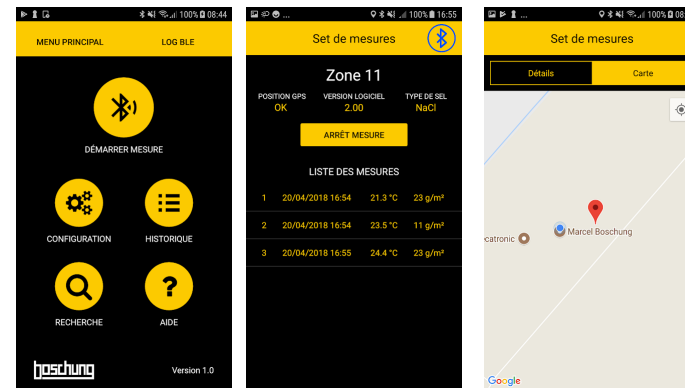 100% 08:44
MENU PRINCIPAL LOG BLE
DÉMARRER MESURE
CONFIGURATION HISTORIQUE
?
RECHERCHE AIDE
boschung Version 1.0
... 100% 16:55
Set de mesures
Zone 11
POSITION GPS VERSION LOGICIEL TYPE DE SEL
OK 2.00 NaCl
ARRÊT MESURE
LISTE DES MESURES
1 20/04/2018 16:54 21.3 °C 23 g/m²
2 20/04/2018 16:54 23.5 °C 11 g/m²
3 20/04/2018 16:55 24.4 °C 23 g/m²
... 100% 08
Set de mesures
Détails Carte
Marcel Boschung
catronic
Google